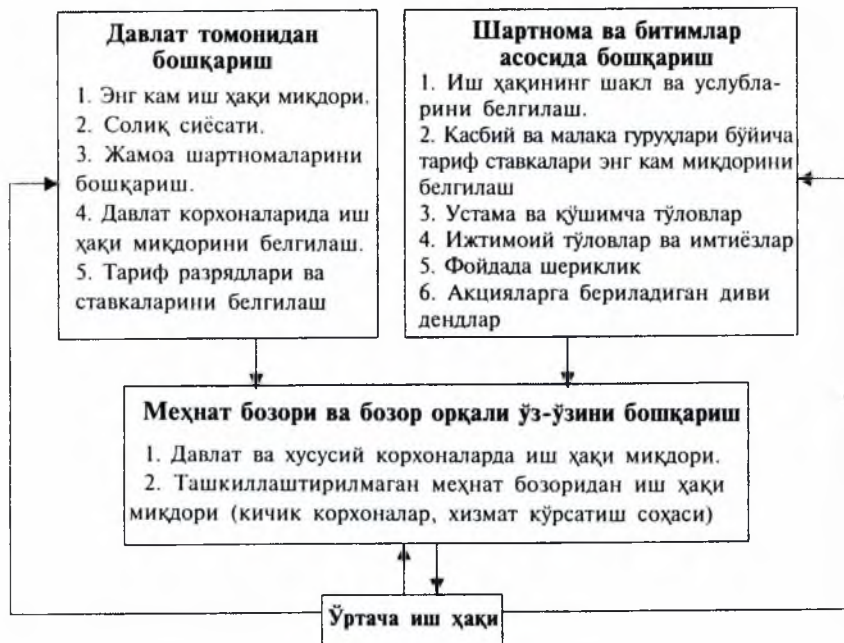 Давлат томонидан
бошқариш
1. Энг кам иш ҳақи миқдори.
2. Солиқ сиёсати.
3. Жамоа шартномаларини
бошқариш.
4. Давлат корхоналарида иш
ҳақи миқдорини белгилаш.
5. Тариф разрядлари ва
ставкаларини белгилаш
Шартнома ва битимлар
асосида бошқариш
1. Иш ҳақининг шакл ва услубла-
рини белгилаш.
2. Касбий ва малака гуруҳлари бўйича
тариф ставкалари энг кам миқдорини
белгилаш
3. Устама ва қўшимча тўловлар
4. Ижтимоий тўловлар ва имтиёзлар
5. Фойдада шериклик
6. Акцияларга бериладиган диви
дендлар
Меҳнат бозори ва бозор орқали ўз-ўзини бошқариш
1. Давлат ва хусусий корхоналарда иш ҳақи миқдори.
2. Ташкиллаштирилмаган меҳнат бозоридан иш ҳақи
миқдори (кичик корхоналар, хизмат кўрсатиш соҳаси)
Ўртача иш ҳақи